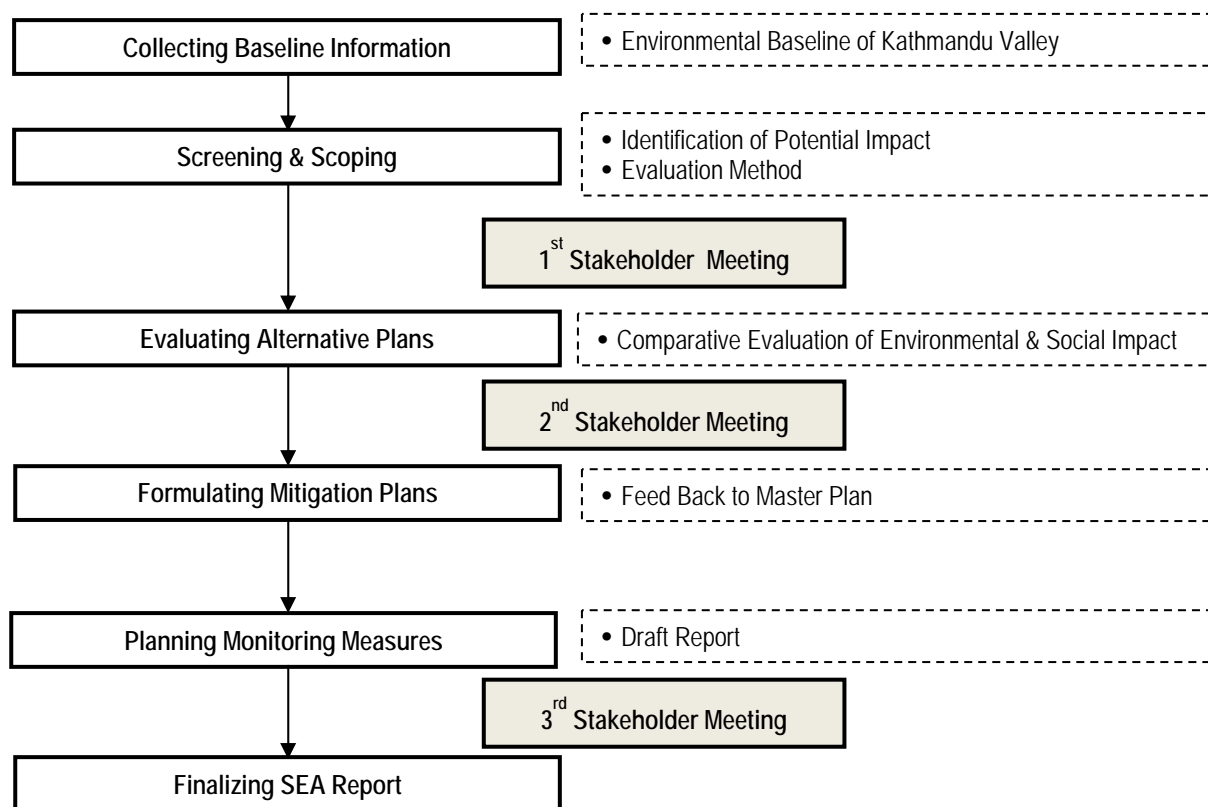 Collecting Baseline Information
• Environmental Baseline of Kathmandu Valley
Screening & Scoping
• Identification of Potential Impact
• Evaluation Method
1st Stakeholder Meeting
Evaluating Alternative Plans
• Comparative Evaluation of Environmental & Social Impact
2nd Stakeholder Meeting
Formulating Mitigation Plans
• Feed Back to Master Plan
Planning Monitoring Measures
• Draft Report
3rd Stakeholder Meeting
Finalizing SEA Report